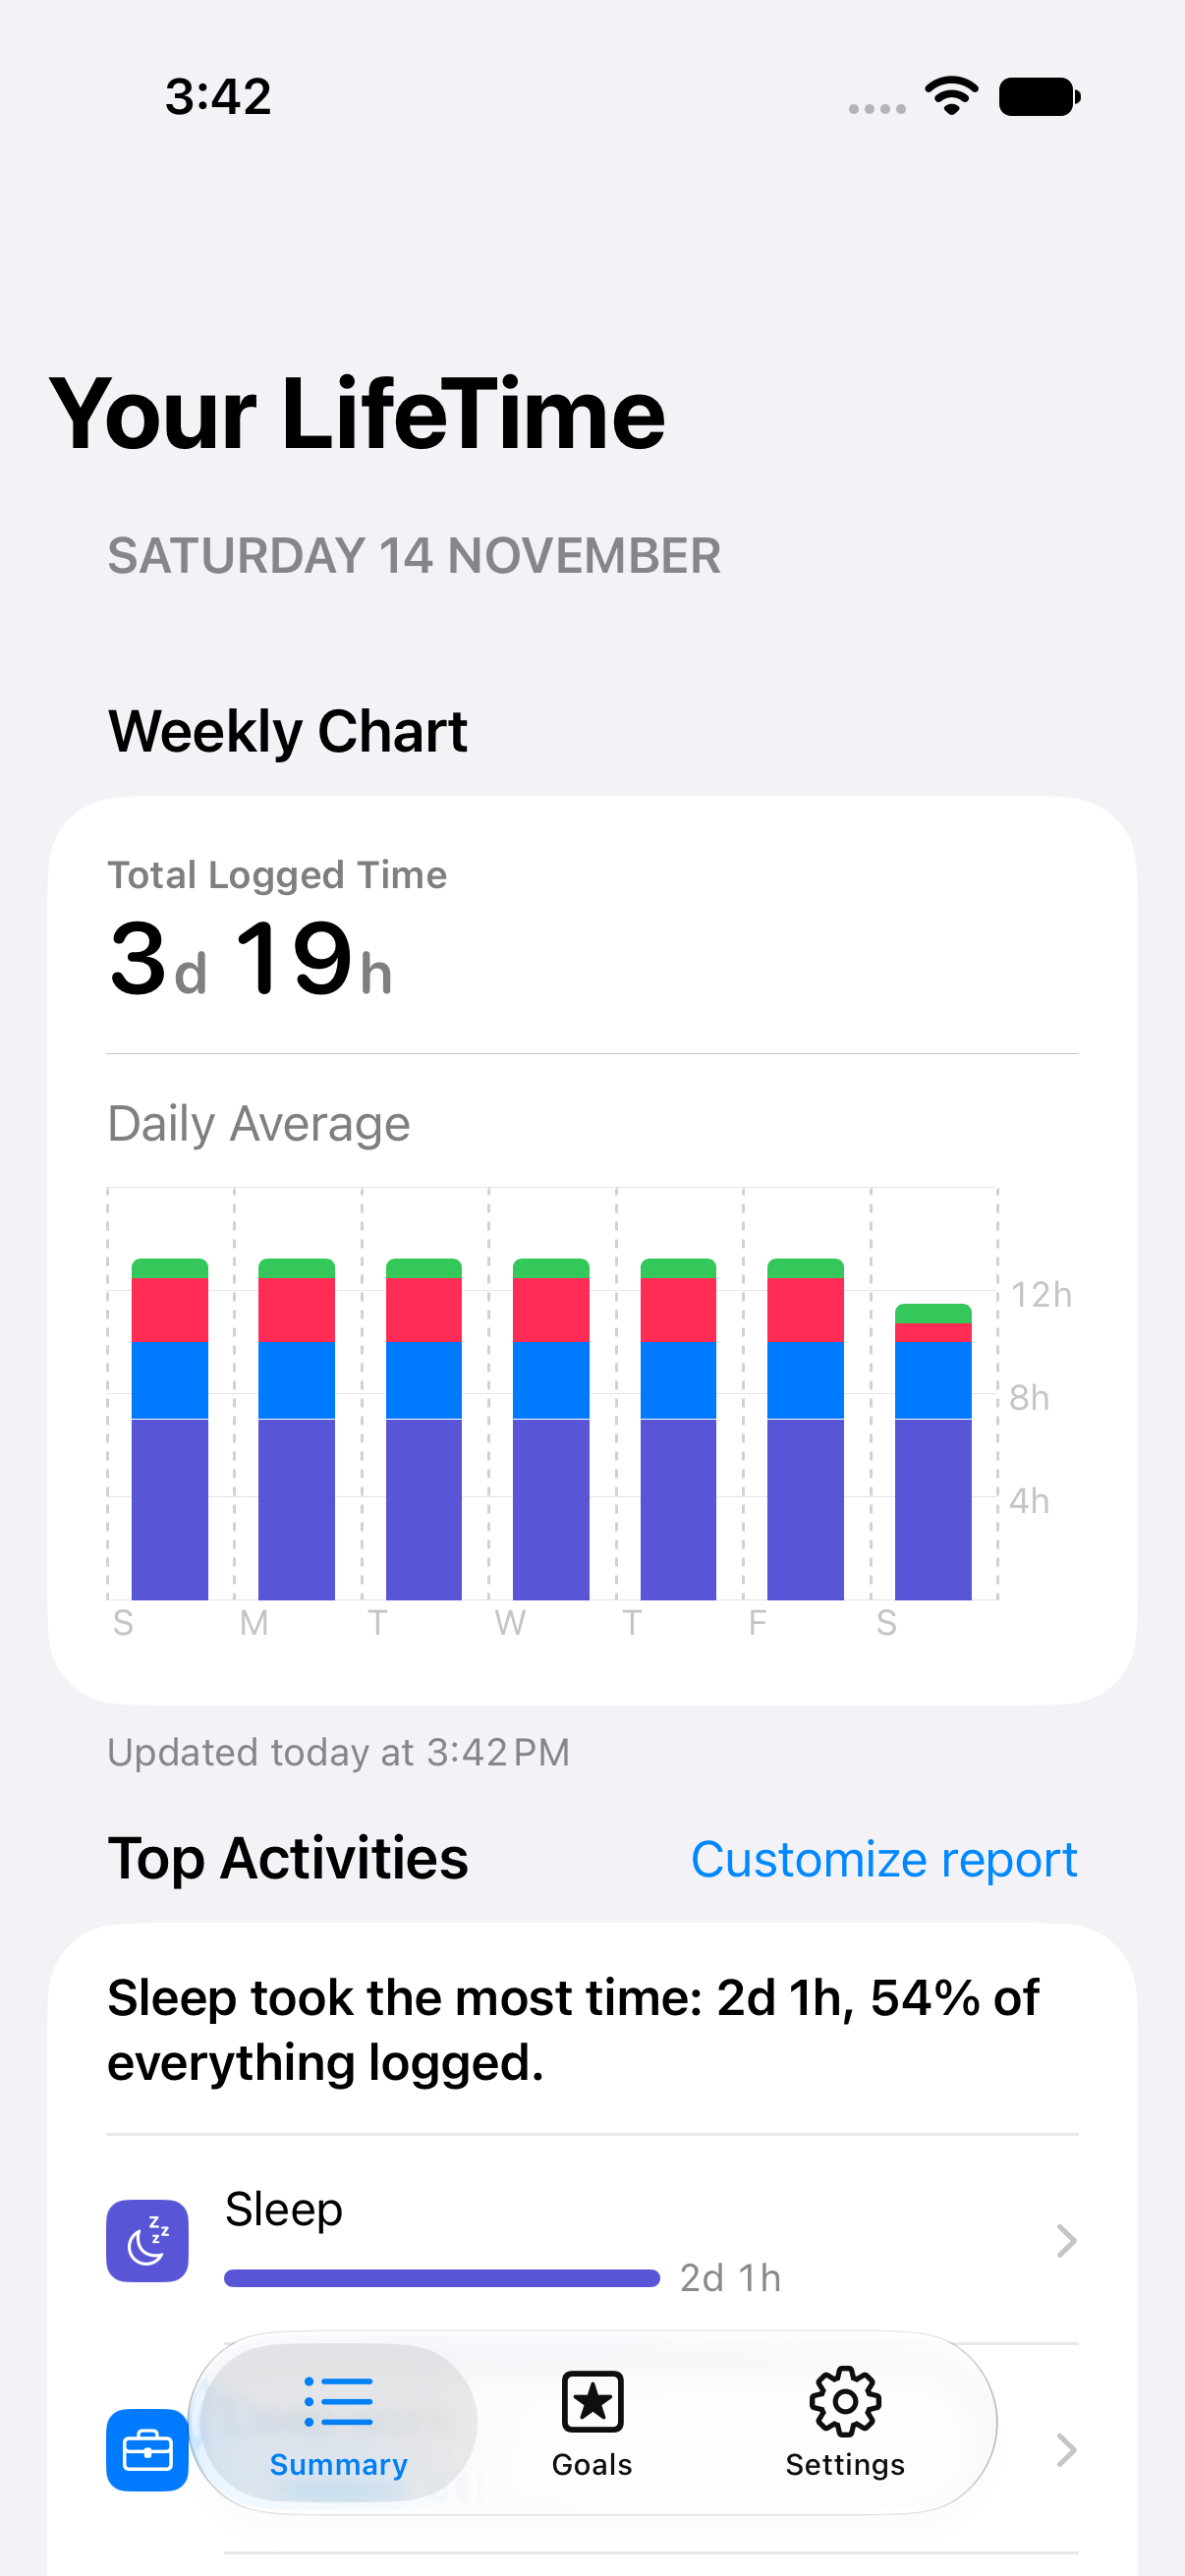 3:42
Your LifeTime
SATURDAY 14 NOVEMBER
Weekly Chart
Total Logged Time
3d 19h
Daily Average
12h
8h
4h
S M T W T F S
Updated today at 3:42 PM
Top Activities Customize report
Sleep took the most time: 2d 1h, 54% of
everything logged.
Sleep
2d 1h
Summary Goals Settings